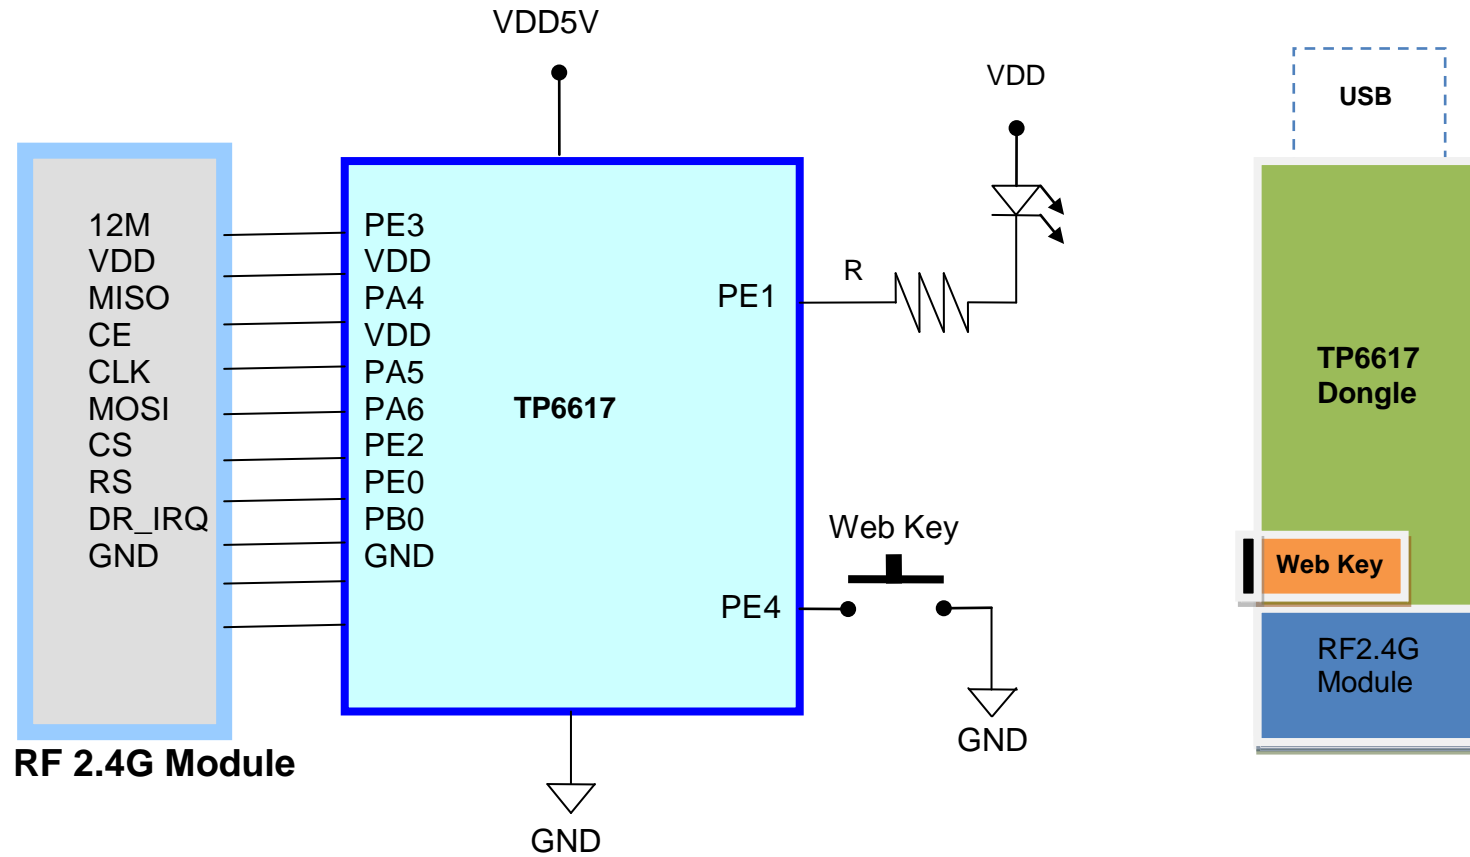 VDD5V
VDD
USB
12M
VDD
MISO
CE
CLK
MOSI
CS
RS
DR_IRQ
GND
PE3
VDD
PA4
VDD
PA5
PA6
PE2
PE0
PB0
GND
TP6617
PE1
R
PE4
Web Key
GND
GND
RF 2.4G Module
TP6617
Dongle
Web Key
RF2.4G
Module